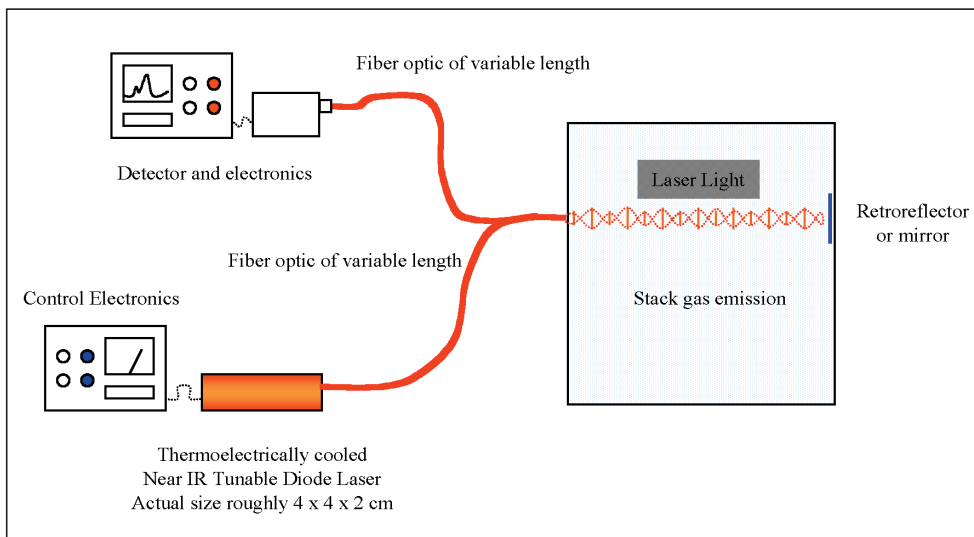 Fiber optic of variable length
Detector and electronics
Laser Light
Retroreflector
or mirror
Fiber optic of variable length
Control Electronics
Stack gas emission
Thermoelectrically cooled
Near IR Tunable Diode Laser
Actual size roughly 4 x 4 x 2 cm